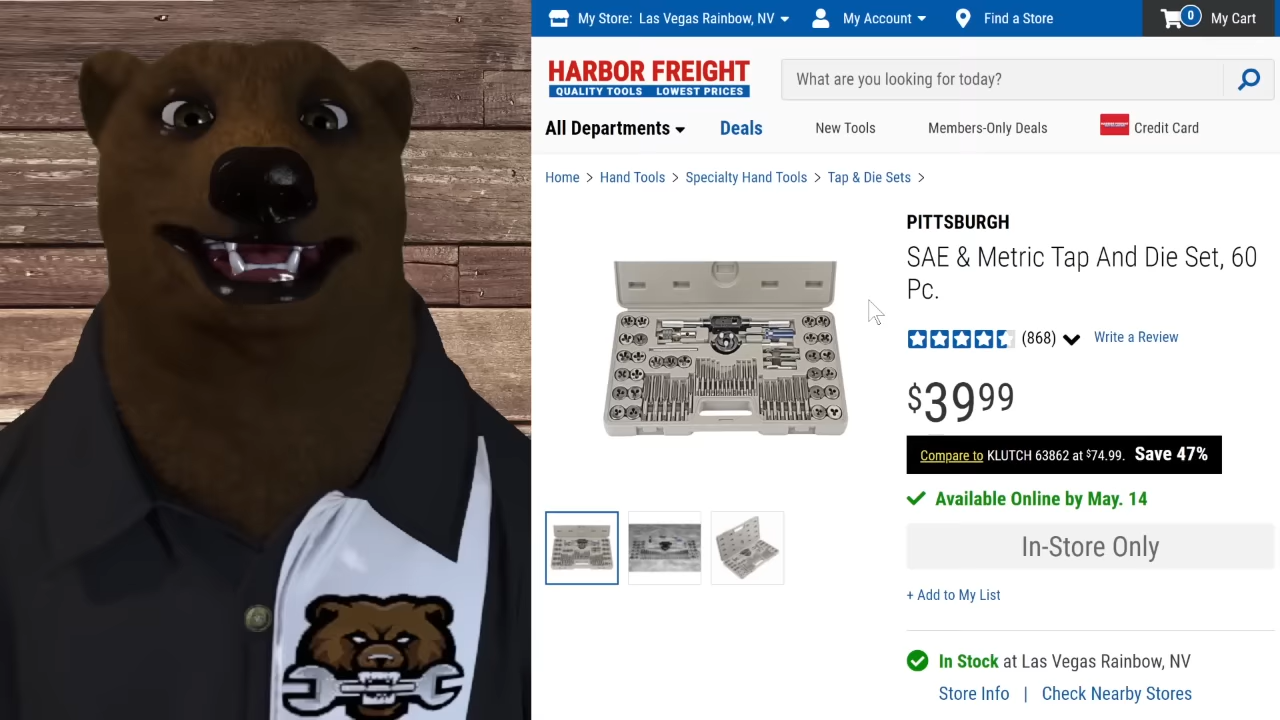 My Store: Las Vegas Rainbow, NV
My Account
Find a Store
0
My Cart
HARBOR FREIGHT
QUALITY TOOLS LOWEST PRICES
What are you looking for today?
All Departments
Deals
New Tools
Members-Only Deals
Credit Card
Home > Hand Tools > Specialty Hand Tools > Tap & Die Sets >
PITTSBURGH
SAE & Metric Tap And Die Set, 60
Pc.
(868)
Write a Review
$39 99
Compare to KLUTCH 63862 at $74.99. Save 47%
Available Online by May. 14
In-Store Only
+ Add to My List
In Stock at Las Vegas Rainbow, NV
Store Info | Check Nearby Stores